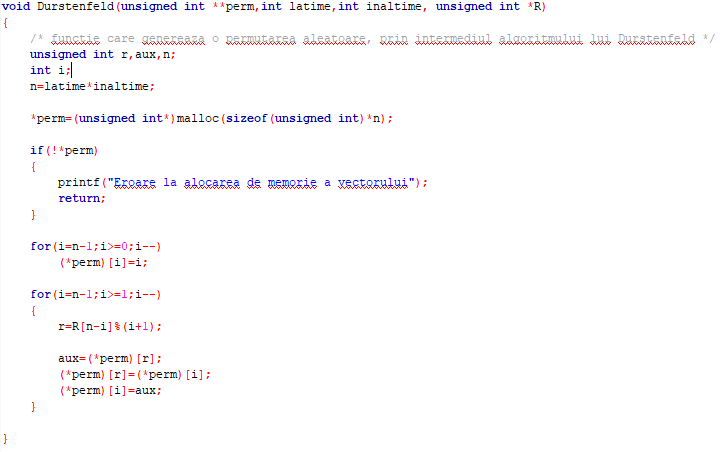 void Durstenfeld(unsigned int **perm,int latime,int inaltime, unsigned int *R)
{
    /* functie care genereaza o permutarea aleatoare, prin intermediul algoritmului lui Durstenfeld */
    unsigned int r,aux,n;
    int i;
    n=latime*inaltime;

    *perm=(unsigned int*)malloc(sizeof(unsigned int)*n);

    if(!*perm)
    {
        printf("Eroare la alocarea de memorie a vectorului");
        return;
    }

    for(i=n-1;i>=0;i--)
        (*perm)[i]=i;

    for(i=n-1;i>=1;i--)
    {
        r=R[n-i]%(i+1);

        aux=(*perm)[r];
        (*perm)[r]=(*perm)[i];
        (*perm)[i]=aux;
    }

}